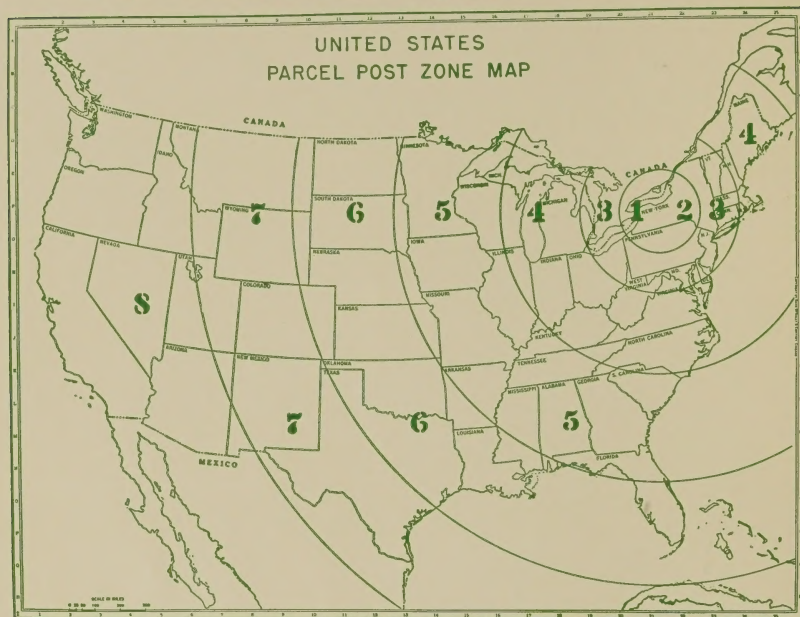 UNITED STATES
PARCEL POST ZONE MAP
CANADA
WASHINGTON
MONTANA
NORTH DAKOTA
MINNESOTA
IDAHO
OREGON
WISCONSIN
MICH.
MAINE
4
CANADA
SOUTH DAKOTA
WYOMING
7
6
5
4
MICHIGAN
3
1
NEW YORK
2
3
CALIFORNIA
NEVADA
UTAH
NEBRASKA
IOWA
ILLINOIS
INDIANA
OHIO
PENNSYLVANIA
N.J.
8
COLORADO
KANSAS
MISSOURI
WEST
VIRGINIA
KENTUCKY
ARIZONA
NEW MEXICO
OKLAHOMA
TEXAS
ARKANSAS
TENNESSEE
NORTH CAROLINA
S. CAROLINA
MISSISSIPPI
ALABAMA
GEORGIA
7
6
LOUISIANA
5
FLORIDA
MEXICO
SCALE OF MILES